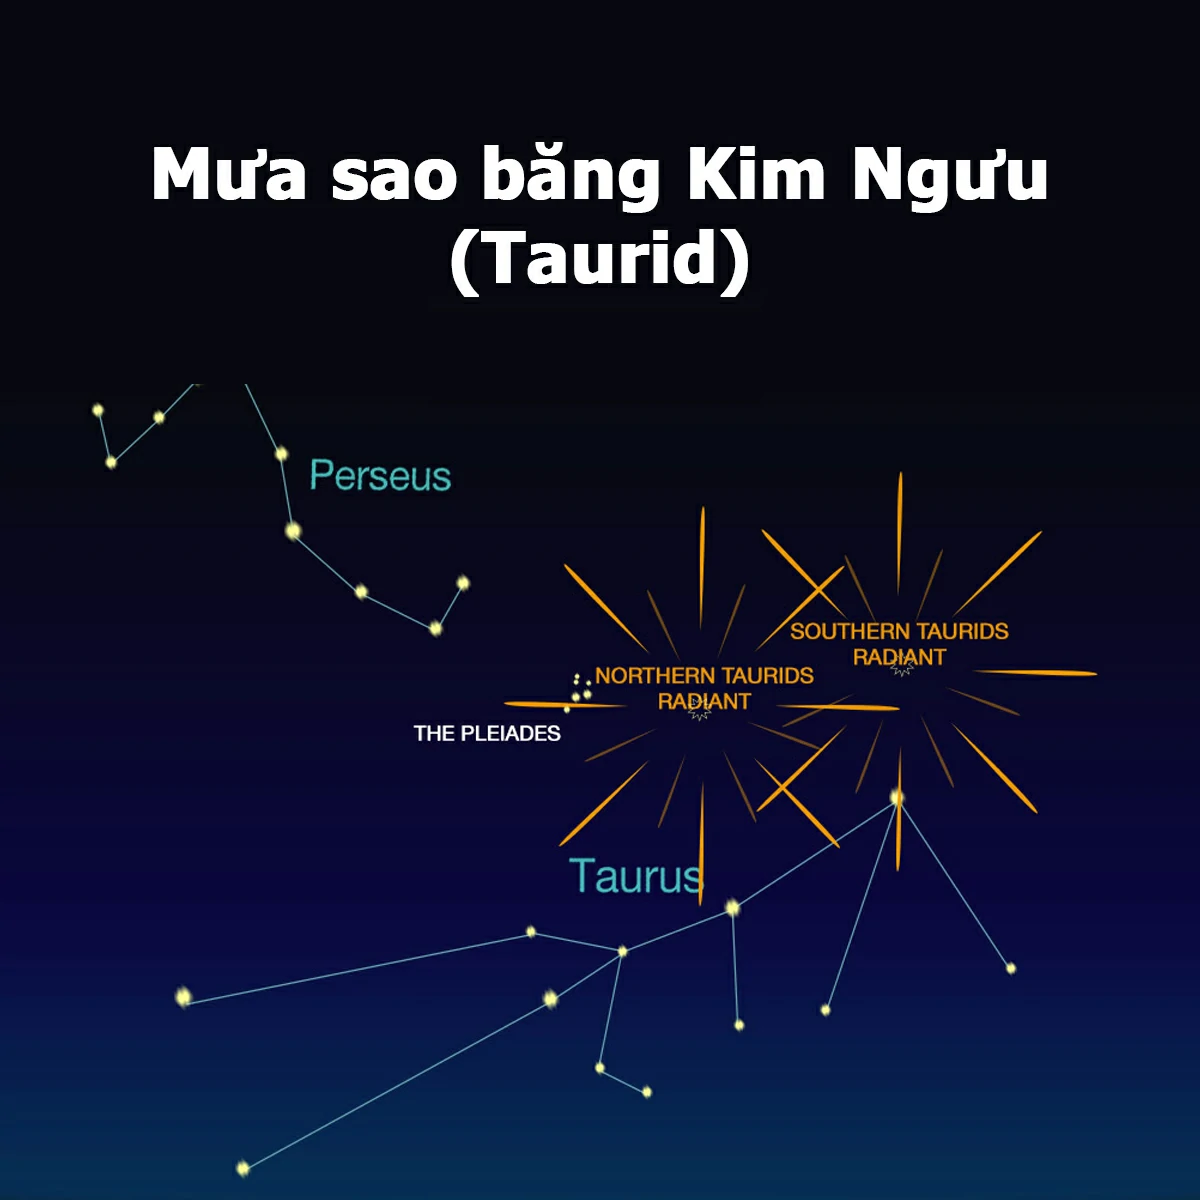 Mưa sao băng Kim Ngưu
(Taurid)
Perseus
SOUTHERN TAURIDS
RADIANT
NORTHERN TAURIDS
RADIANT
THE PLEIADES
Taurus